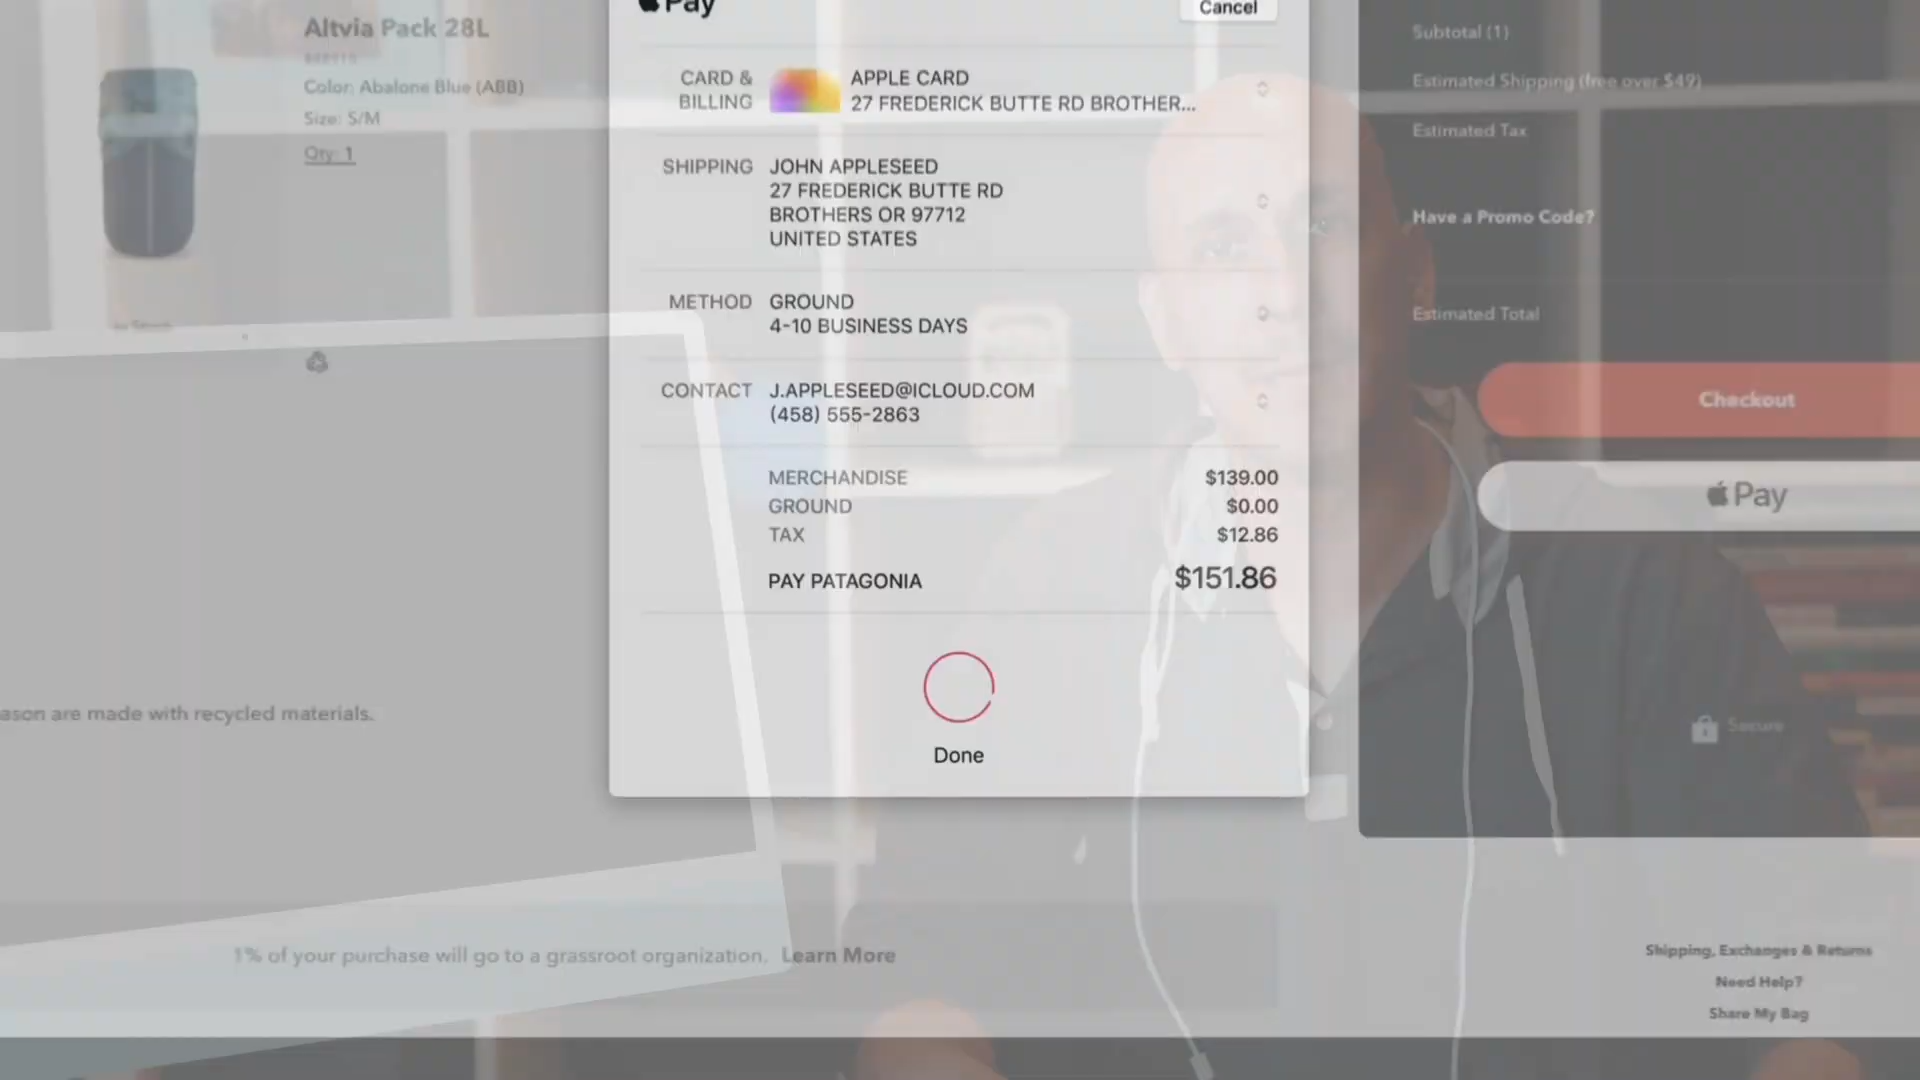 Altvia Pack 28L
Color: Abalone Blue (ABB)
Size: S/M
Qty: 1
ason are made with recycled materials.
1% of your purchase will go to a grassroot organization. Learn More
Pay
Cancel
CARD & BILLING
APPLE CARD
27 FREDERICK BUTTE RD BROTHER...
SHIPPING
JOHN APPLESEED
27 FREDERICK BUTTE RD
BROTHERS OR 97712
UNITED STATES
METHOD
GROUND
4-10 BUSINESS DAYS
CONTACT
J.APPLESEED@ICLOUD.COM
(458) 555-2863
MERCHANDISE $139.00
GROUND $0.00
TAX $12.86
PAY PATAGONIA $151.86
Done
Subtotal (1)
Estimated Shipping (free over $49)
Estimated Tax
Have a Promo Code?
Estimated Total
Checkout
Pay
Secure
Shipping, Exchanges & Returns
Need Help?
Share My Bag